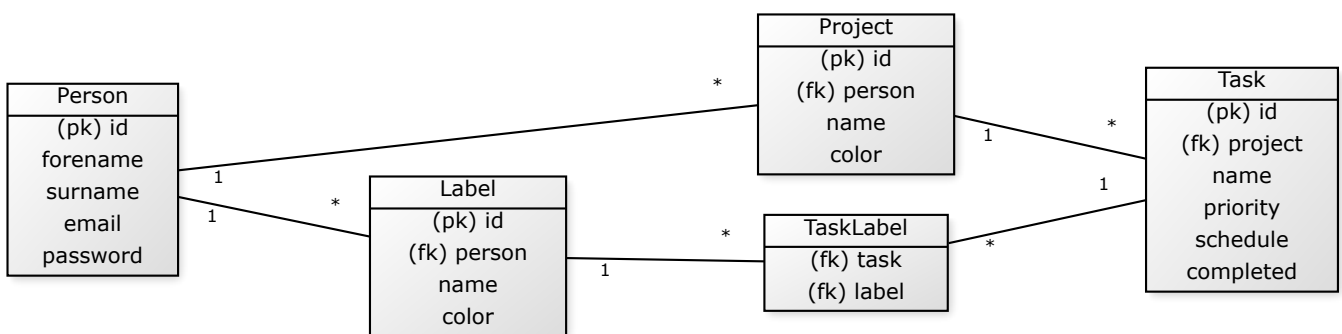 Person
(pk) id
forename
surname
email
password
1
1
*
*
Label
(pk) id
(fk) person
name
color
1
*
Project
(pk) id
(fk) person
name
color
1
*
TaskLabel
(fk) task
(fk) label
*
1
Task
(pk) id
(fk) project
name
priority
schedule
completed